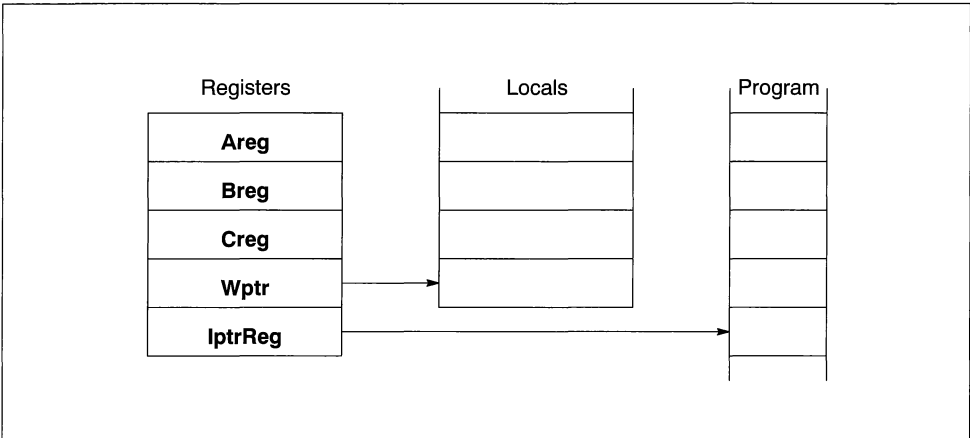 Registers
Locals
Program
Areg
Breg
Creg
Wptr
IptrReg